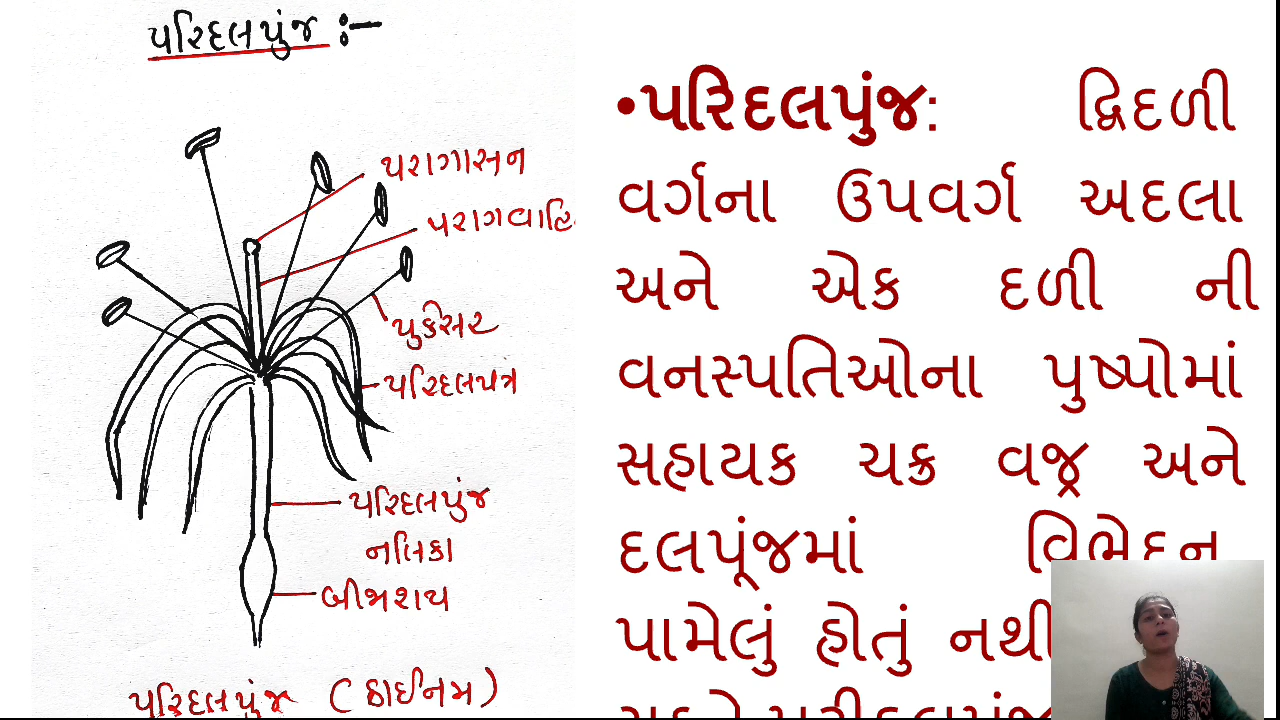 પરિદલપુંજ :-
પરાગાસન
પરાગવાહિ
પુંકેસર
પરિદલપત્ર
પરિદલપુંજ
નલિકા
બીજાશય
પરિદલપુંજ (ડાઈનમ)
•પરિદલપુંજ: દ્વિદળી
વર્ગના ઉપવર્ગ અદલા
અને એક દળી ની
વનસ્પતિઓના પુષ્પોમાં
સહાયક ચક્ર વજ્ર અને
દલપૂંજમાં વિભેદન
પામેલું હોતું નથી